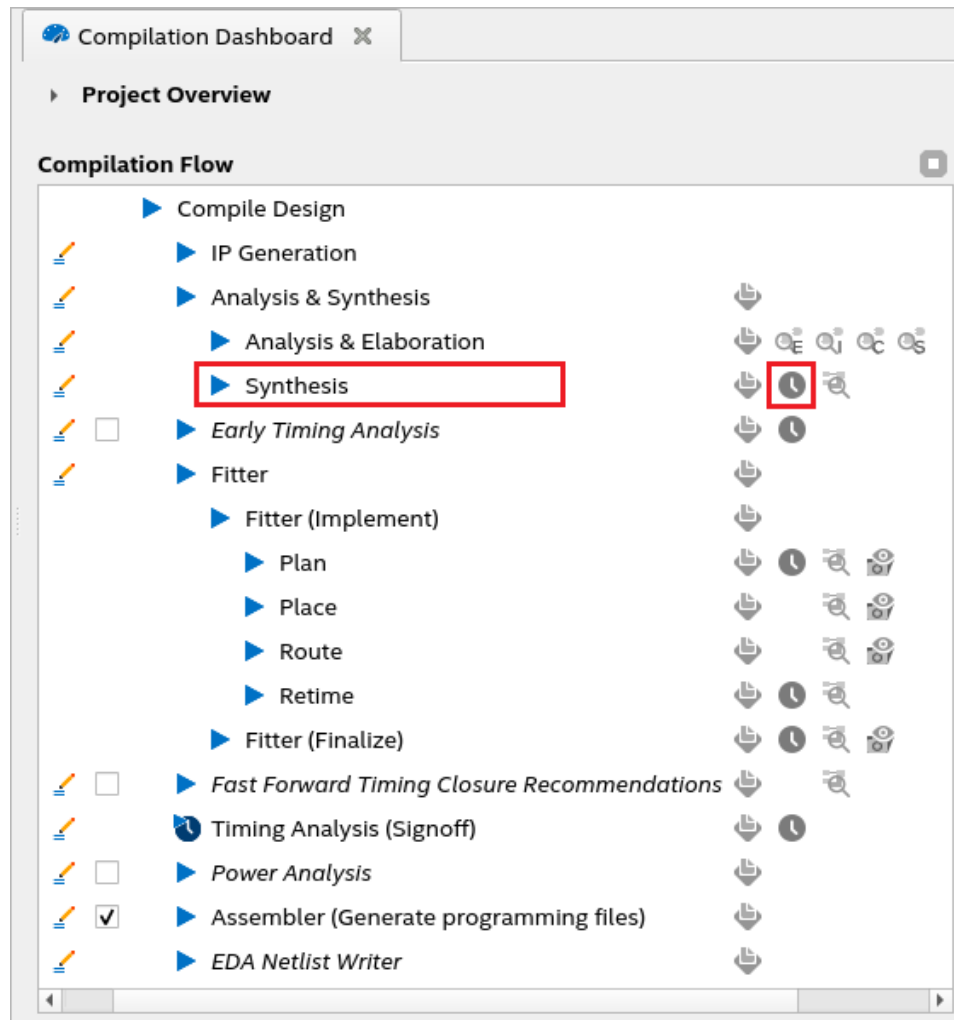 Compilation Dashboard
Project Overview
Compilation Flow
Compile Design
IP Generation
Analysis & Synthesis
Analysis & Elaboration
E I C S
Synthesis
Early Timing Analysis
Fitter
Fitter (Implement)
Plan
Place
Route
Retime
Fitter (Finalize)
Fast Forward Timing Closure Recommendations
Timing Analysis (Signoff)
Power Analysis
Assembler (Generate programming files)
EDA Netlist Writer